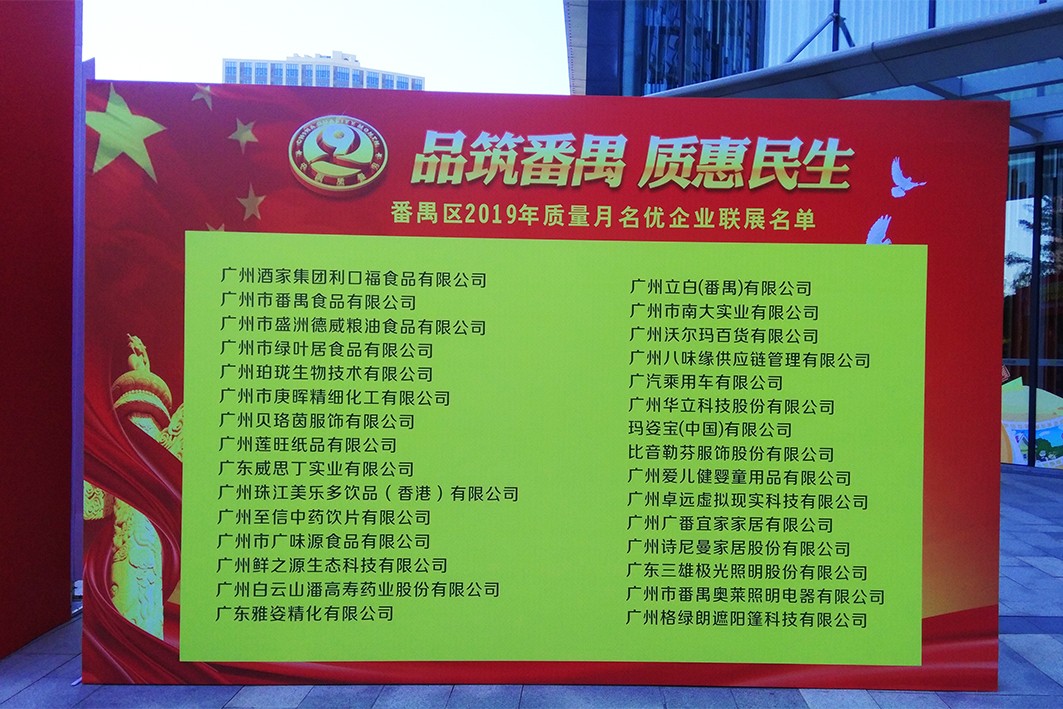 CHINA QUALITY MONTH
品筑番禺 质惠民生
番禺区2019年质量月名优企业联展名单
广州酒家集团利口福食品有限公司
广州市番禺食品有限公司
广州市盛洲德威粮油食品有限公司
广州市绿叶居食品有限公司
广州珀珑生物技术有限公司
广州市庚晖精细化工有限公司
广州贝珞茵服饰有限公司
广州莲旺纸品有限公司
广东威思丁实业有限公司
广州珠江美乐多饮品（香港）有限公司
广州至信中药饮片有限公司
广州市广味源食品有限公司
广州鲜之源生态科技有限公司
广州白云山潘高寿药业股份有限公司
广东雅姿精化有限公司
广州立白(番禺)有限公司
广州市南大实业有限公司
广州沃尔玛百货有限公司
广州八味缘供应链管理有限公司
广汽乘用车有限公司
广州华立科技股份有限公司
玛姿宝(中国)有限公司
比音勒芬服饰股份有限公司
广州爱儿健婴童用品有限公司
广州卓远虚拟现实科技有限公司
广州广番宜家家居有限公司
广州诗尼曼家居股份有限公司
广东三雄极光照明股份有限公司
广州市番禺奥莱照明电器有限公司
广州格绿朗遮阳篷科技有限公司